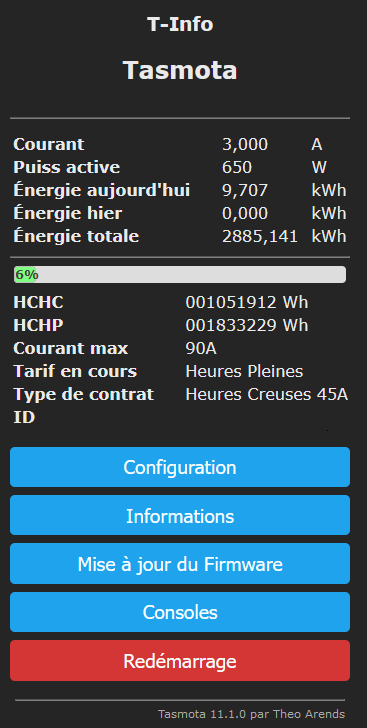 T-Info
Tasmota
Courant 3,000 A
Puiss active 650 W
Énergie aujourd'hui 9,707 kWh
Énergie hier 0,000 kWh
Énergie totale 2885,141 kWh
6%
HCHC 001051912 Wh
HCHP 001833229 Wh
Courant max 90A
Tarif en cours Heures Pleines
Type de contrat Heures Creuses 45A
ID
Configuration
Informations
Mise à jour du Firmware
Consoles
Redémarrage
Tasmota 11.1.0 par Theo Arends